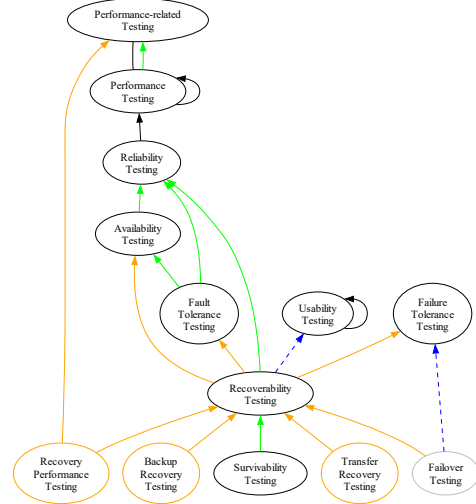 Performance-related
Testing
Performance
Testing
Reliability
Testing
Availability
Testing
Fault
Tolerance
Testing
Usability
Testing
Failure
Tolerance
Testing
Recoverability
Testing
Recovery
Performance
Testing
Backup
Recovery
Testing
Survivability
Testing
Transfer
Recovery
Testing
Failover
Testing